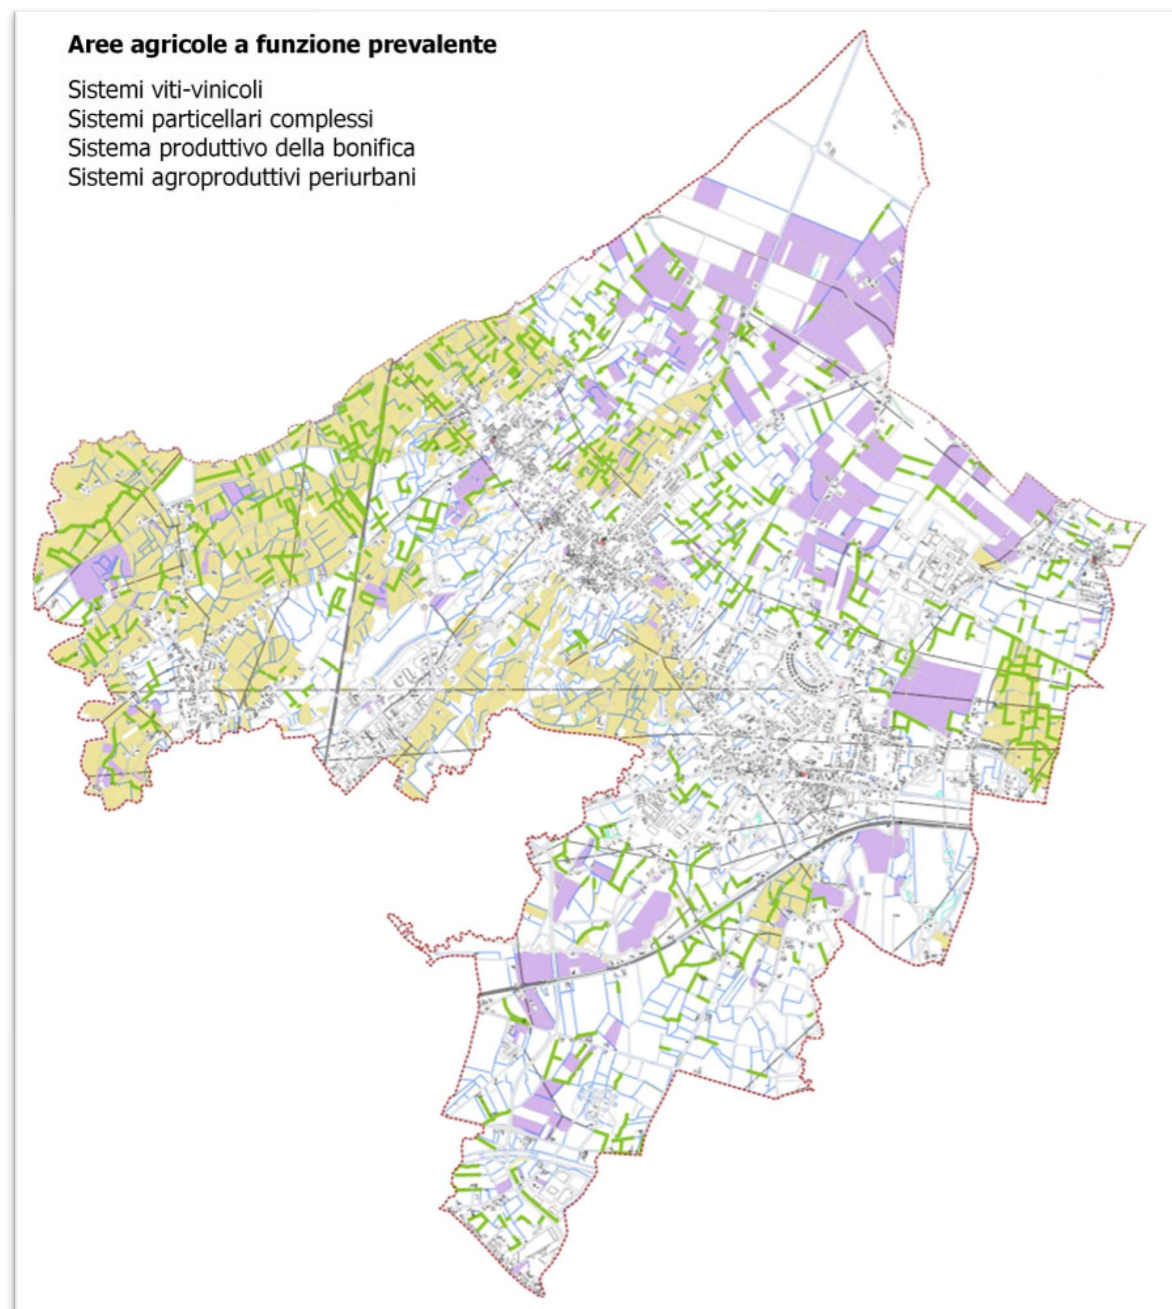 Aree agricole a funzione prevalente
Sistemi viti-vinicoli
Sistemi particellari complessi
Sistema produttivo della bonifica
Sistemi agroproduttivi periurbani